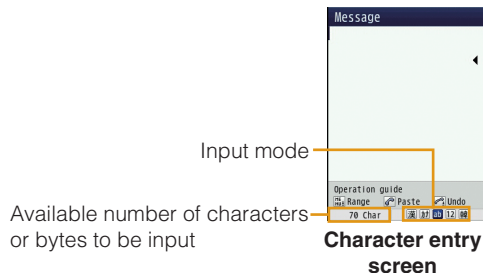 Message
Input mode
Operation guide
Range Paste Undo
Available number of characters
or bytes to be input
70 Char 漢 ab 12
Character entry
screen